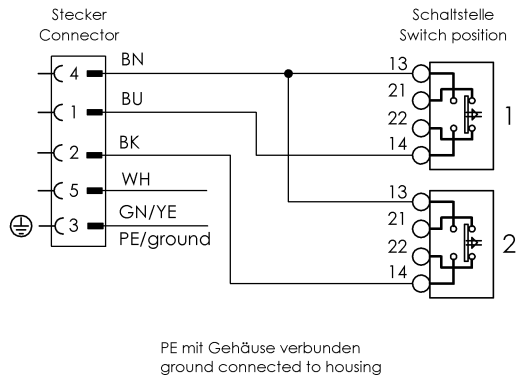 Stecker
Connector
Schaltstelle
Switch position
4
BN
1
BU
2
BK
5
WH
3
GN/YE
PE/ground
13
21
22
14
1
13
21
22
14
2
PE mit Gehäuse verbunden
ground connected to housing